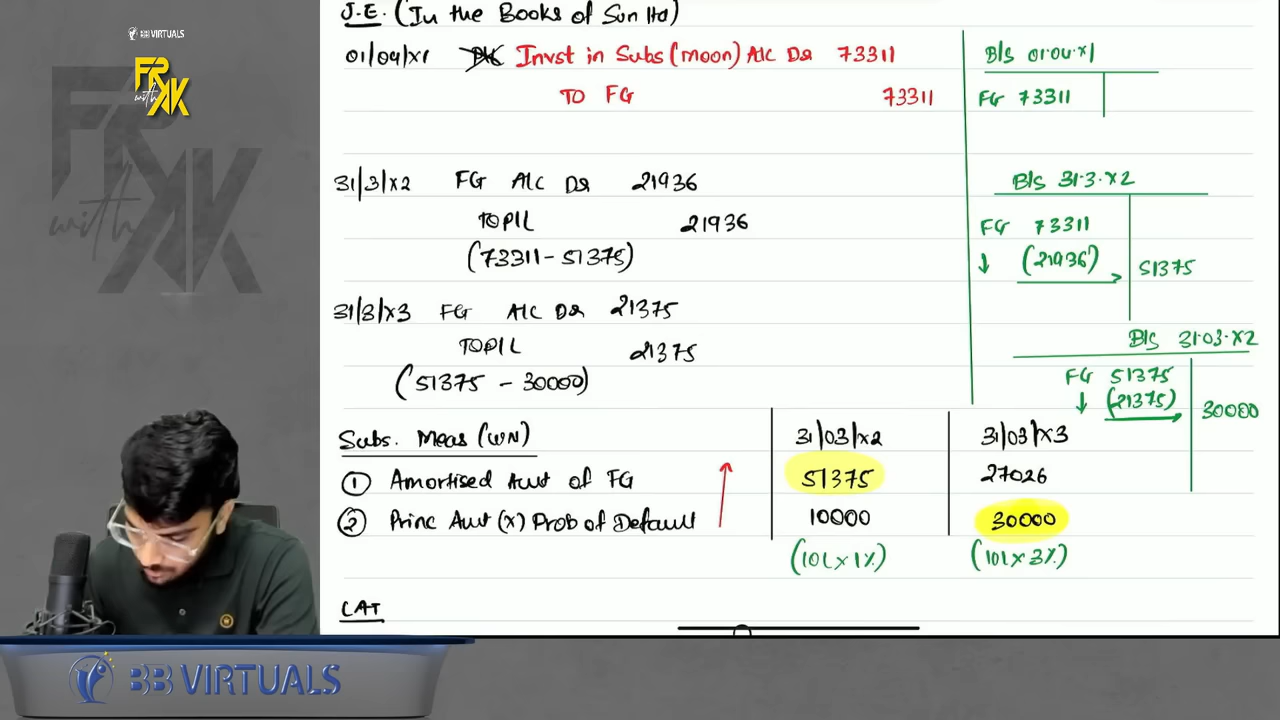 BB VIRTUALS
FR
with AK
J.E. (In the Books of Sun ltd)
01/04/X1 Invst in Subs (Moon) A/C Dr 73311
TO FG 73311
31/3/X2 FG A/C Dr 21936
TO P/L 21936
(73311 - 51375)
31/3/X3 FG A/C Dr 21375
TO P/L 21375
(51375 - 30000)
B/S 01.04.X1
FG 73311
B/S 31.3.X2
FG 73311
↓ (21936) → 51375
B/S 31.03.X2
FG 51375
↓ (21375) → 30000
Subs. Meas (WN) 31/03/X2 31/03/X3
① Amortised Amt of FG 51375 27026
② Princ Amt (x) Prob of Default 10000 30000
(10L x 1%) (10L x 3%)
CAT
BB VIRTUALS